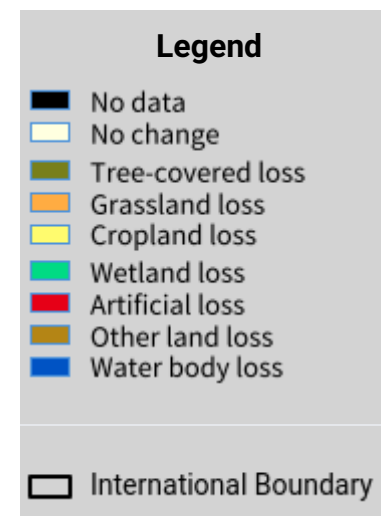 Legend
No data
No change
Tree-covered loss
Grassland loss
Cropland loss
Wetland loss
Artificial loss
Other land loss
Water body loss
International Boundary